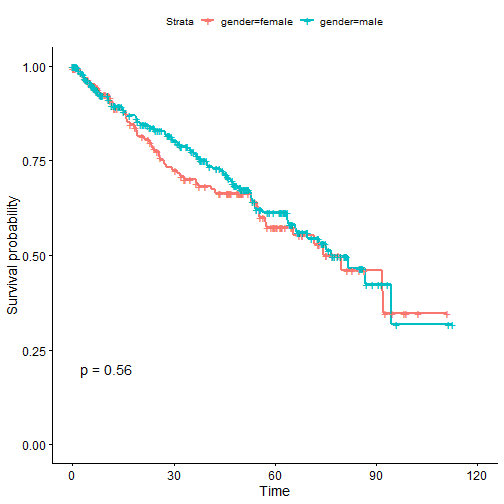 Strata gender=female gender=male
1.00
0.75
0.50
0.25
0.00
Survival probability
p = 0.56
0 30 60 90 120
Time